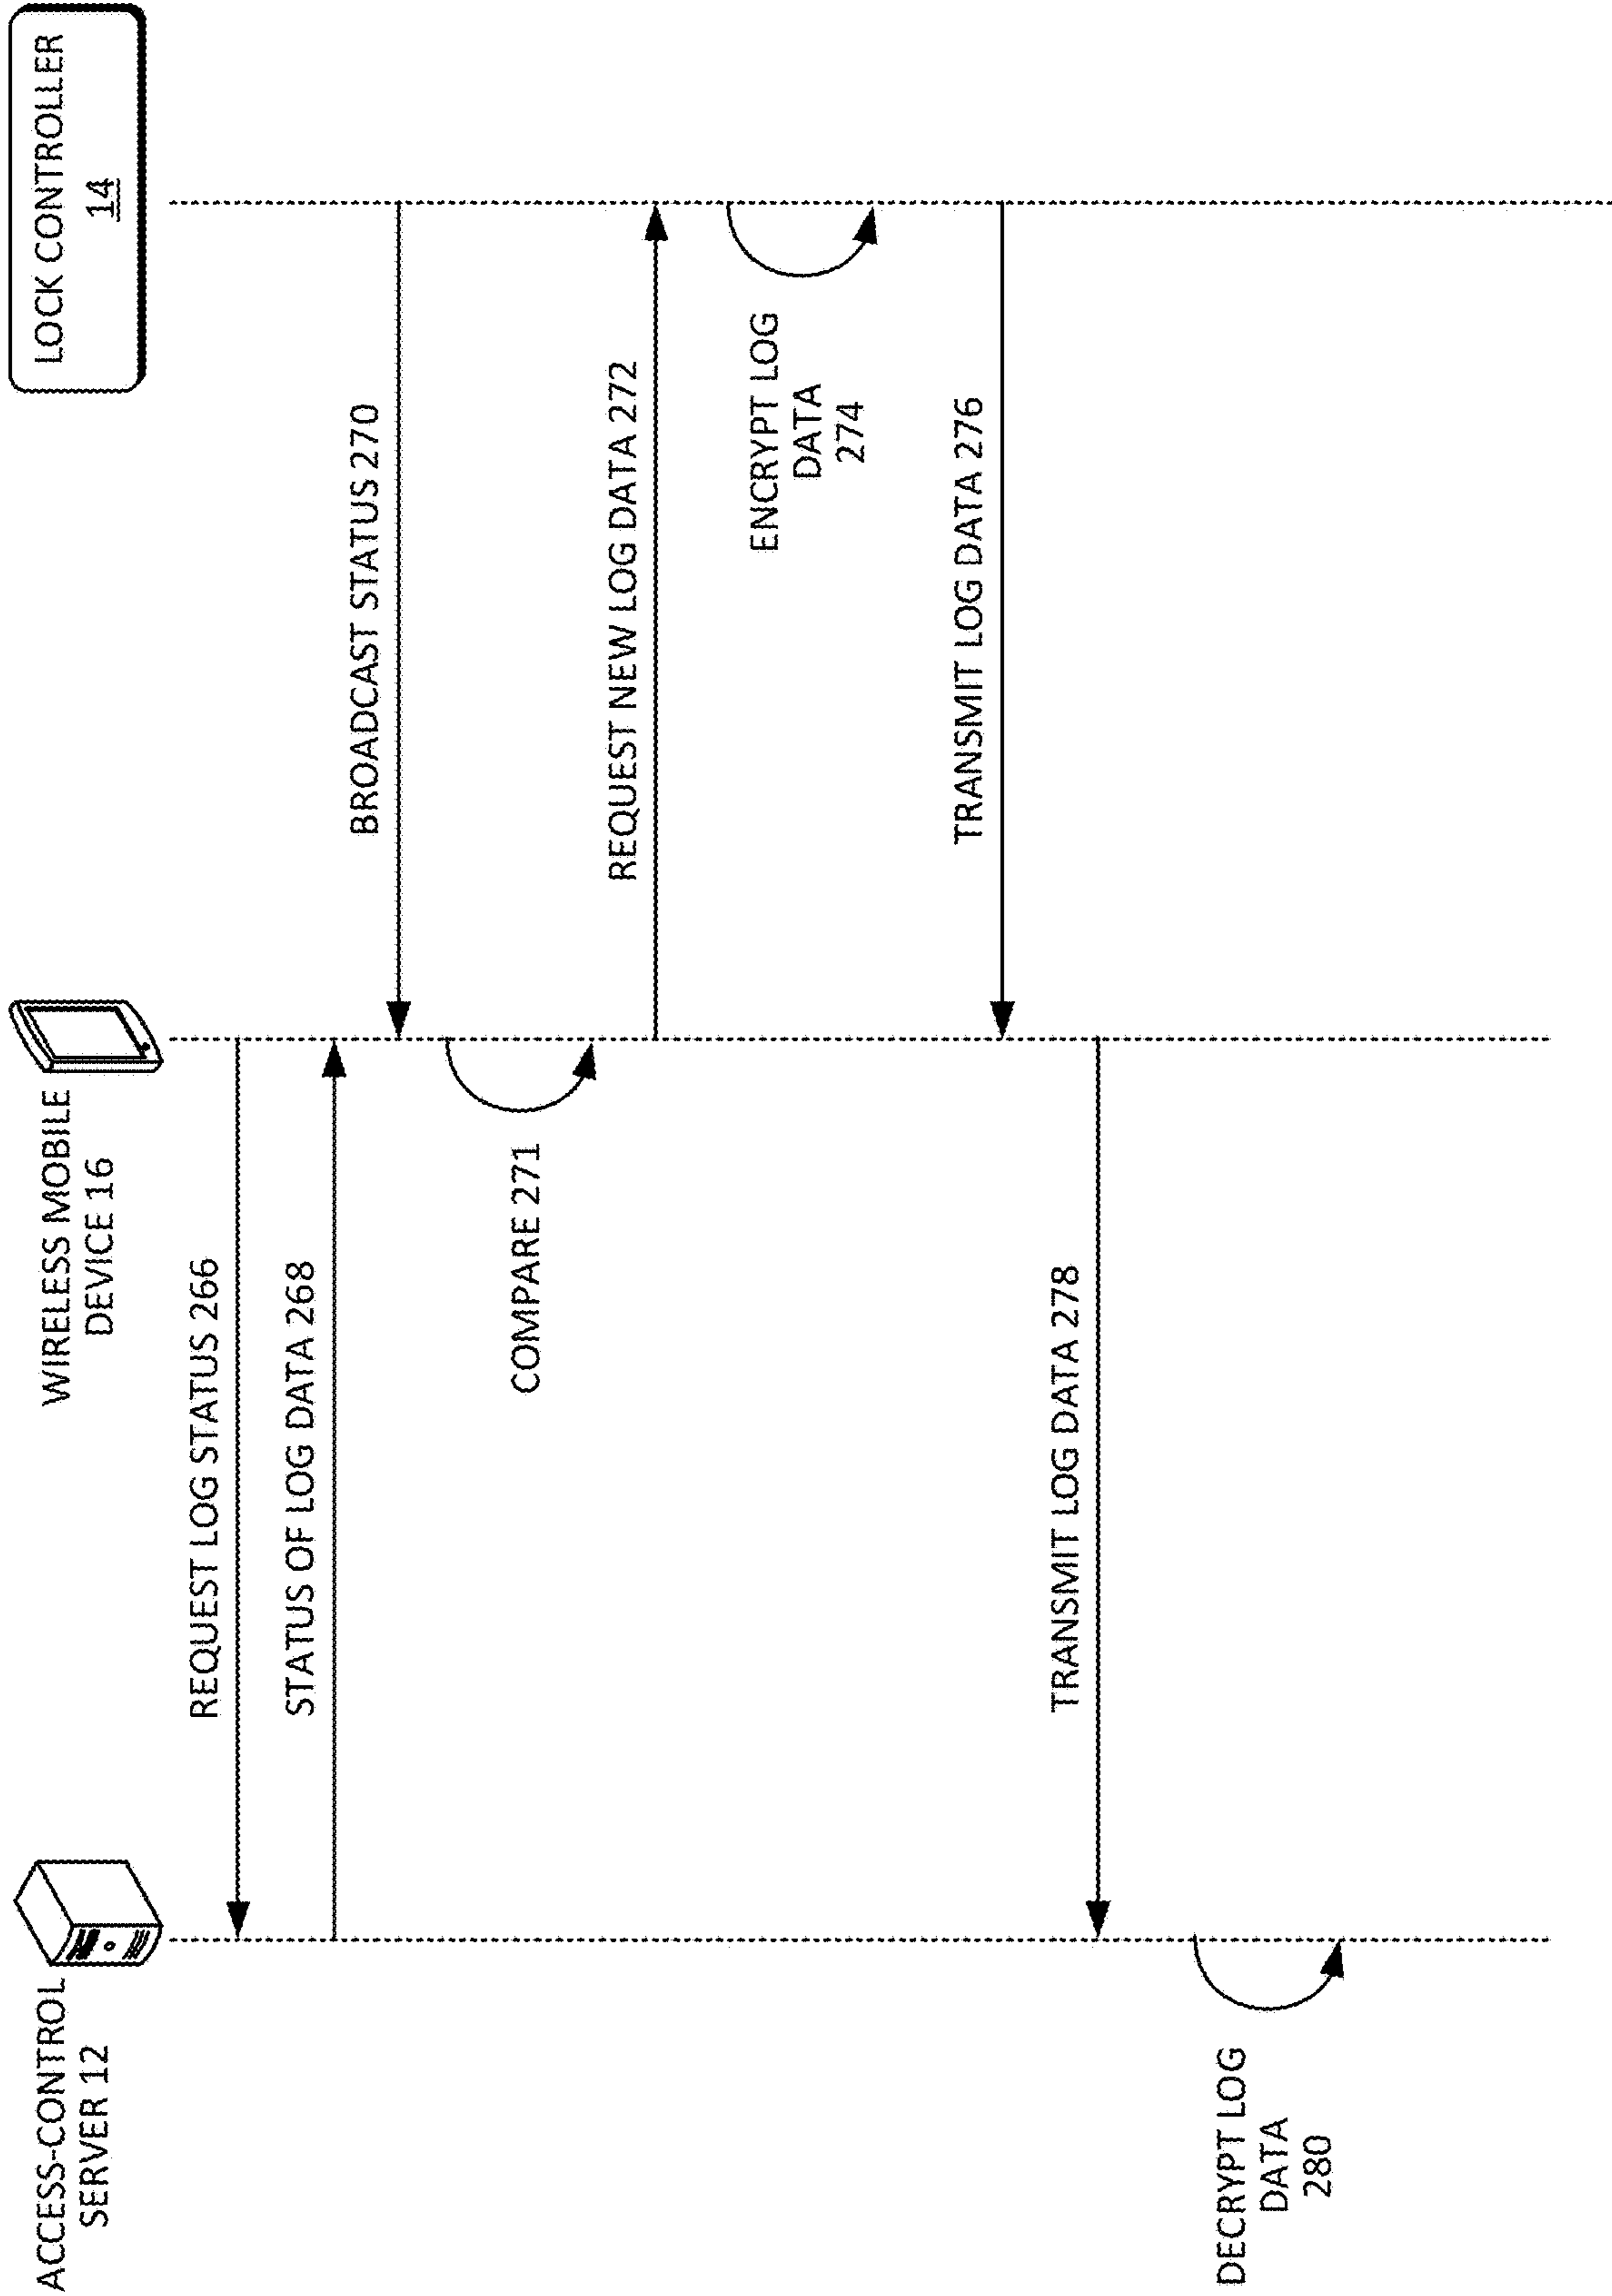 ACCESS-CONTROL
SERVER 12
WIRELESS MOBILE
DEVICE 16
LOCK CONTROLLER
14
REQUEST LOG STATUS 266
STATUS OF LOG DATA 268
BROADCAST STATUS 270
COMPARE 271
REQUEST NEW LOG DATA 272
ENCRYPT LOG
DATA
274
TRANSMIT LOG DATA 276
TRANSMIT LOG DATA 278
DECRYPT LOG
DATA
280